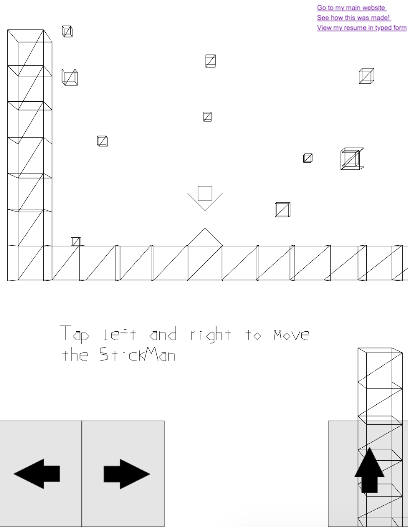 Go to my main website
See how this was made!
View my resume in typed form
Tap Left and right to Move
the StickMan